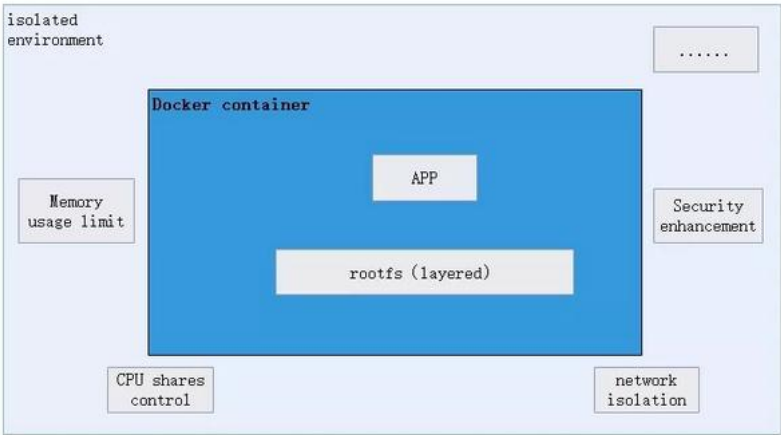 isolated
environment
......
Docker container
APP
Memory
usage limit
Security
enhancement
rootfs (layered)
CPU shares
control
network
isolation